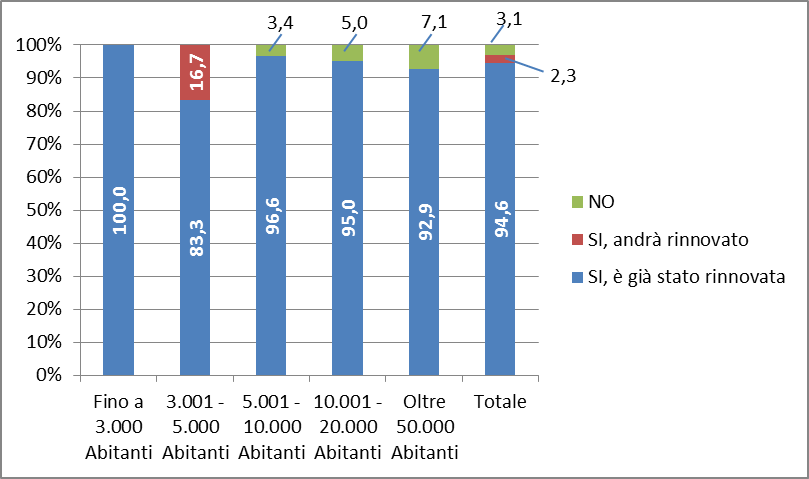 3,4
5,0
7,1
3,1
2,3
100%
90%
80%
70%
60%
50%
40%
30%
20%
10%
0%
100,0
16,7
83,3
96,6
95,0
92,9
94,6
NO
SI, andrà rinnovato
SI, è già stato rinnovata
Fino a
3.000
Abitanti
3.001 -
5.000
Abitanti
5.001 -
10.000
Abitanti
10.001 -
20.000
Abitanti
Oltre
50.000
Abitanti
Totale